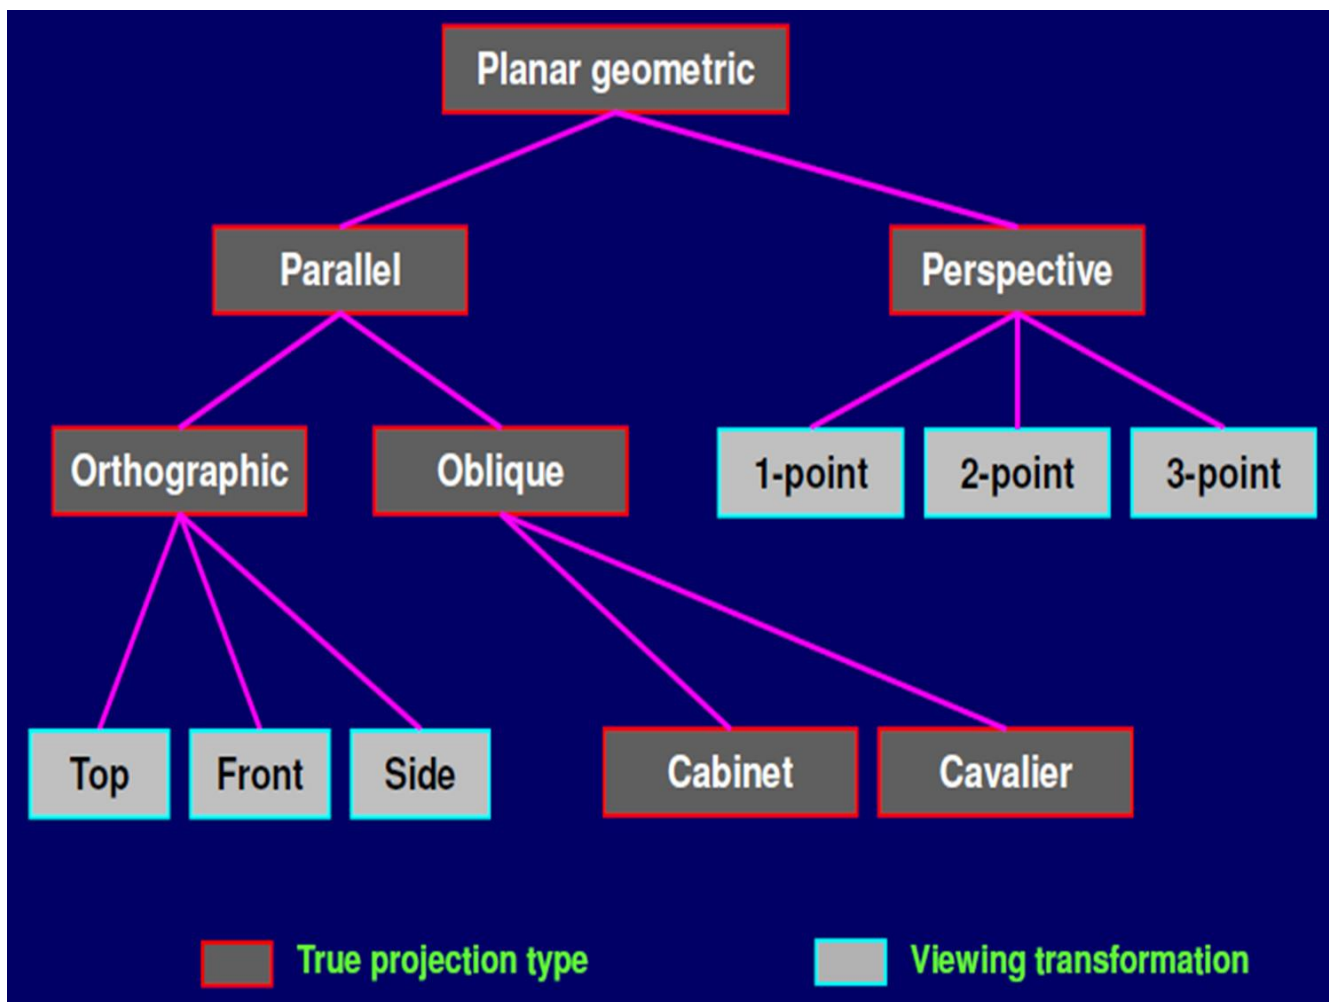 Planar geometric
Parallel
Perspective
Orthographic
Oblique
1-point
2-point
3-point
Top
Front
Side
Cabinet
Cavalier
True projection type
Viewing transformation